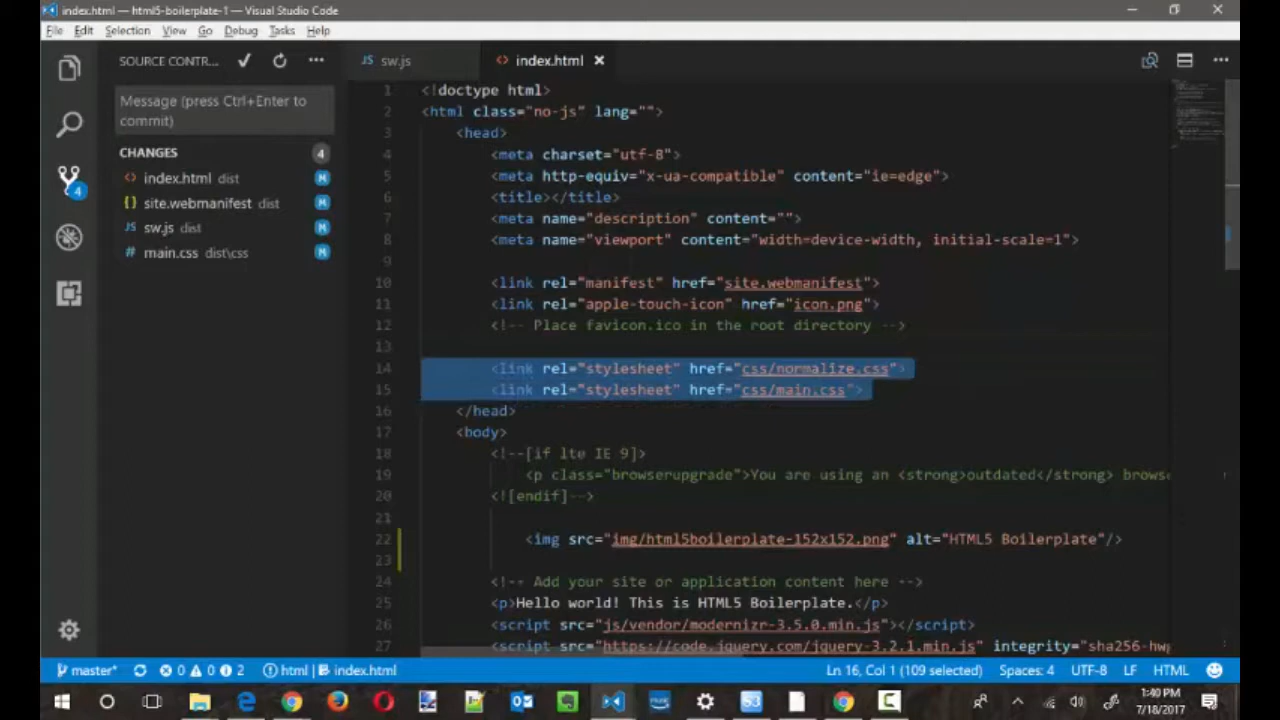 index.html — html5-boilerplate-1 — Visual Studio Code
File Edit Selection View Go Debug Tasks Help
SOURCE CONTR...
sw.js
index.html
Message (press Ctrl+Enter to
commit)
CHANGES 4
index.html dist M
site.webmanifest dist M
sw.js dist M
main.css dist\css M
4
1 <!doctype html>
2 <html class="no-js" lang="">
3 <head>
4 <meta charset="utf-8">
5 <meta http-equiv="x-ua-compatible" content="ie=edge">
6 <title></title>
7 <meta name="description" content="">
8 <meta name="viewport" content="width=device-width, initial-scale=1">
9
10 <link rel="manifest" href="site.webmanifest">
11 <link rel="apple-touch-icon" href="icon.png">
12 <!-- Place favicon.ico in the root directory -->
13
14 <link rel="stylesheet" href="css/normalize.css">
15 <link rel="stylesheet" href="css/main.css">
16 </head>
17 <body>
18 <!--[if lte IE 9]>
19 <p class="browserupgrade">You are using an <strong>outdated</strong> brows
20 <![endif]-->
21
22 <img src="img/html5boilerplate-152x152.png" alt="HTML5 Boilerplate"/>
23
24 <!-- Add your site or application content here -->
25 <p>Hello world! This is HTML5 Boilerplate.</p>
26 <script src="js/vendor/modernizr-3.5.0.min.js"></script>
27 <script src="https://code.jquery.com/jquery-3.2.1.min.js" integrity="sha256-hw
master* 0 0 2 html | index.html Ln 16, Col 1 (109 selected) Spaces: 4 UTF-8 LF HTML
1:40 PM
7/18/2017